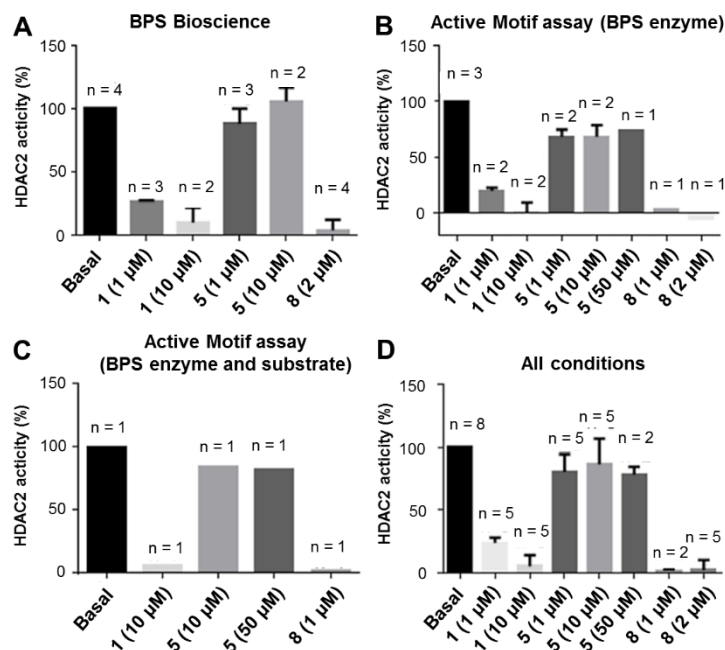 A
BPS Bioscience
HDAC2 acticity (%)
150
100
50
0
n = 4
n = 3
n = 2
n = 3
n = 2
n = 4
Basal
1 (1 µM)
1 (10 µM)
5 (1 µM)
5 (10 µM)
8 (2 µM)
B
Active Motif assay (BPS enzyme)
HDAC2 acticity (%)
150
100
50
0
n = 3
n = 2
n = 2
n = 2
n = 2
n = 1
n = 1
n = 1
Basal
1 (1 µM)
1 (10 µM)
5 (1 µM)
5 (10 µM)
5 (50 µM)
8 (1 µM)
8 (2 µM)
C
Active Motif assay
(BPS enzyme and substrate)
HDAC2 acticity (%)
150
100
50
0
n = 1
n = 1
n = 1
n = 1
n = 1
Basal
1 (10 µM)
5 (10 µM)
5 (50 µM)
8 (1 µM)
D
All conditions
HDAC2 acticity (%)
150
100
50
0
n = 8
n = 5
n = 5
n = 5
n = 5
n = 2
n = 2
n = 5
Basal
1 (1 µM)
1 (10 µM)
5 (1 µM)
5 (10 µM)
5 (50 µM)
8 (1 µM)
8 (2 µM)